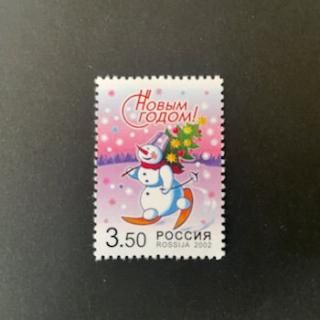 С Новым
годом!
3.50 РОССИЯ
ROSSIJA 2002